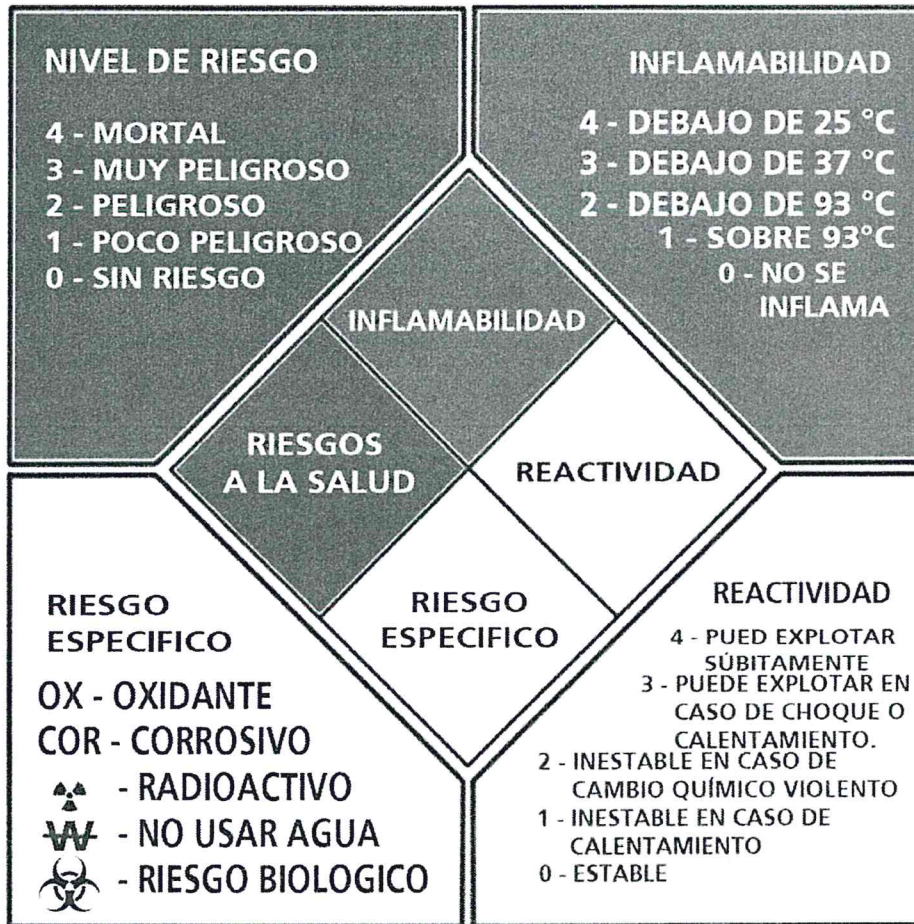 NIVEL DE RIESGO
4 - MORTAL
3 - MUY PELIGROSO
2 - PELIGROSO
1 - POCO PELIGROSO
0 - SIN RIESGO
INFLAMABILIDAD
4 - DEBAJO DE 25 °C
3 - DEBAJO DE 37 °C
2 - DEBAJO DE 93 °C
1 - SOBRE 93°C
0 - NO SE
INFLAMA
INFLAMABILIDAD
RIESGOS
A LA SALUD
REACTIVIDAD
RIESGO
ESPECIFICO
RIESGO
ESPECIFICO
OX - OXIDANTE
COR - CORROSIVO
- RADIOACTIVO
W - NO USAR AGUA
- RIESGO BIOLOGICO
REACTIVIDAD
4 - PUED EXPLOTAR
SÚBITAMENTE
3 - PUEDE EXPLOTAR EN
CASO DE CHOQUE O
CALENTAMIENTO.
2 - INESTABLE EN CASO DE
CAMBIO QUÍMICO VIOLENTO
1 - INESTABLE EN CASO DE
CALENTAMIENTO
0 - ESTABLE